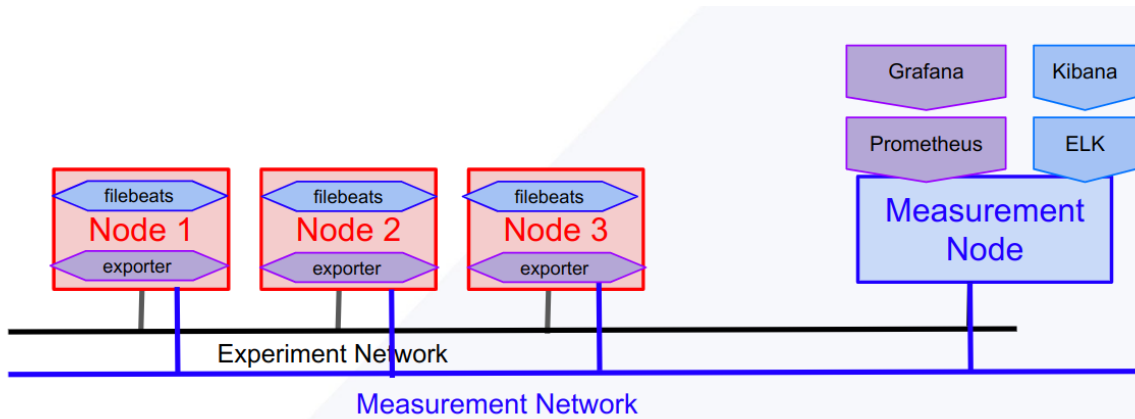 Grafana
Kibana
Prometheus
ELK
filebeats
filebeats
filebeats
Node 1
Node 2
Node 3
Measurement
Node
exporter
exporter
exporter
Experiment Network
Measurement Network